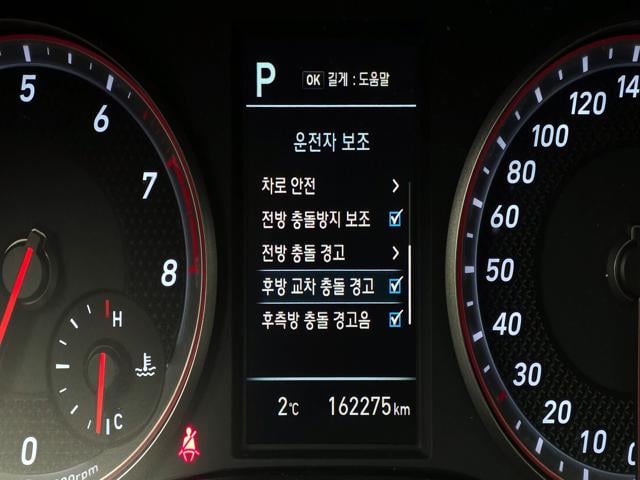 P
OK 길게 : 도움말
운전자 보조
차로 안전
전방 충돌방지 보조
전방 충돌 경고
후방 교차 충돌 경고
후측방 충돌 경고음
2℃ 162275km
5
6
7
8
0
H
C
120
100
80
60
50
40
30
20
10